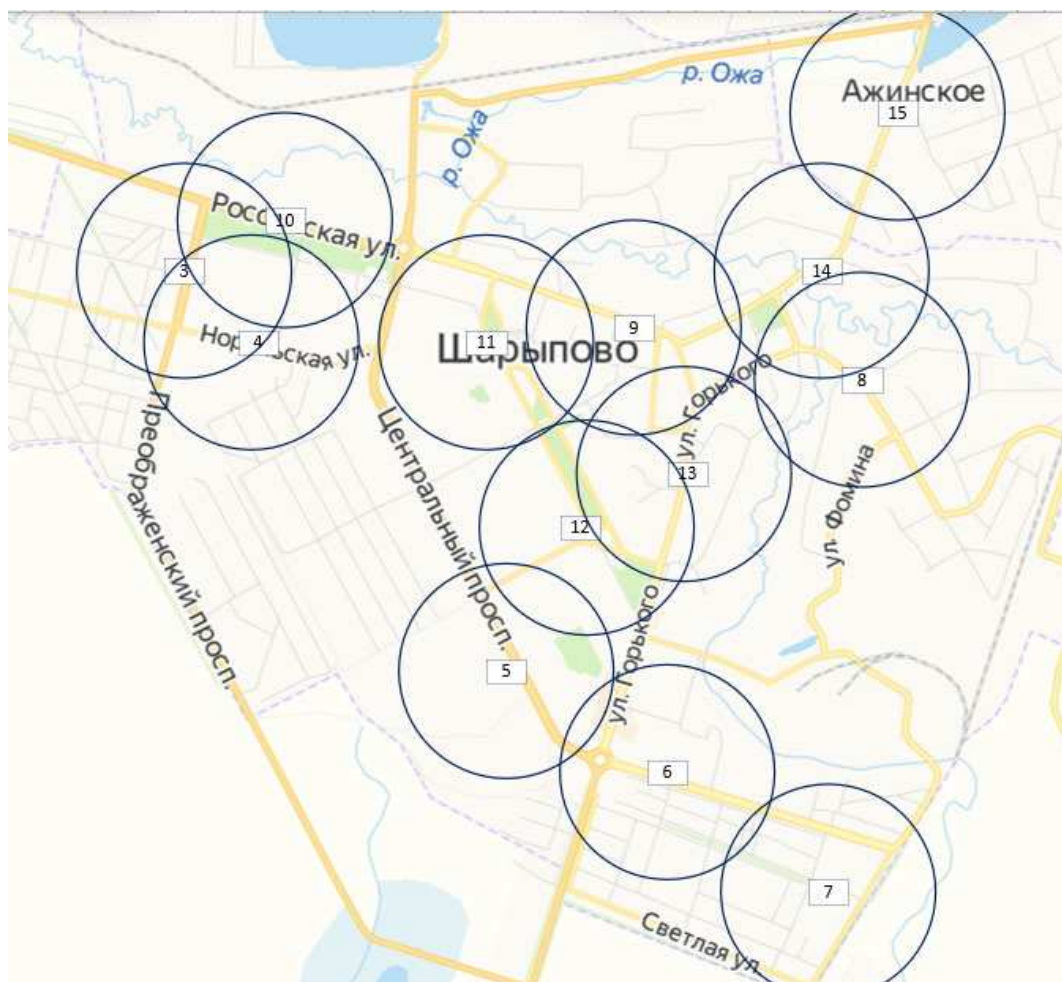 р. Ожа
Ажинское
15
р. Ожа
Российская ул.
10
3
14
9
4
Норильская ул.
11
Шарыпово
8
ул. Горького
Преображенский просп.
Центральный просп.
13
12
ул. Фомина
5
ул. Горького
6
7
Светлая ул.